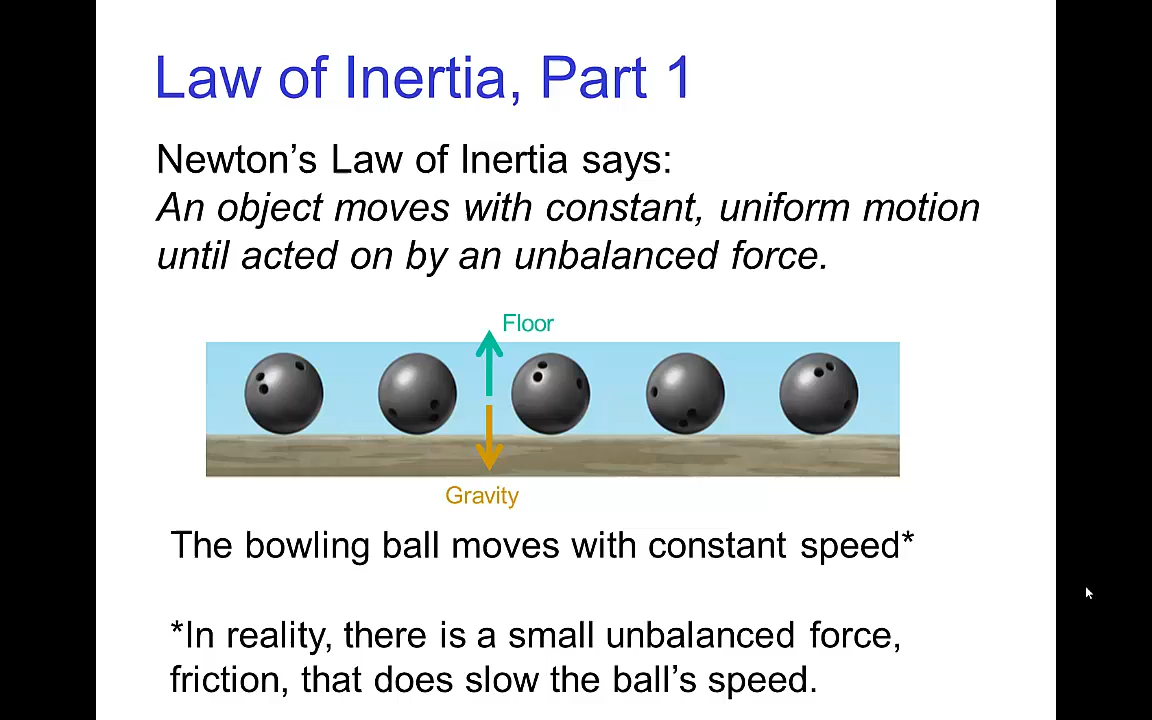 Law of Inertia, Part 1
Newton’s Law of Inertia says:
An object moves with constant, uniform motion
until acted on by an unbalanced force.
Floor
Gravity
The bowling ball moves with constant speed*
*In reality, there is a small unbalanced force,
friction, that does slow the ball’s speed.